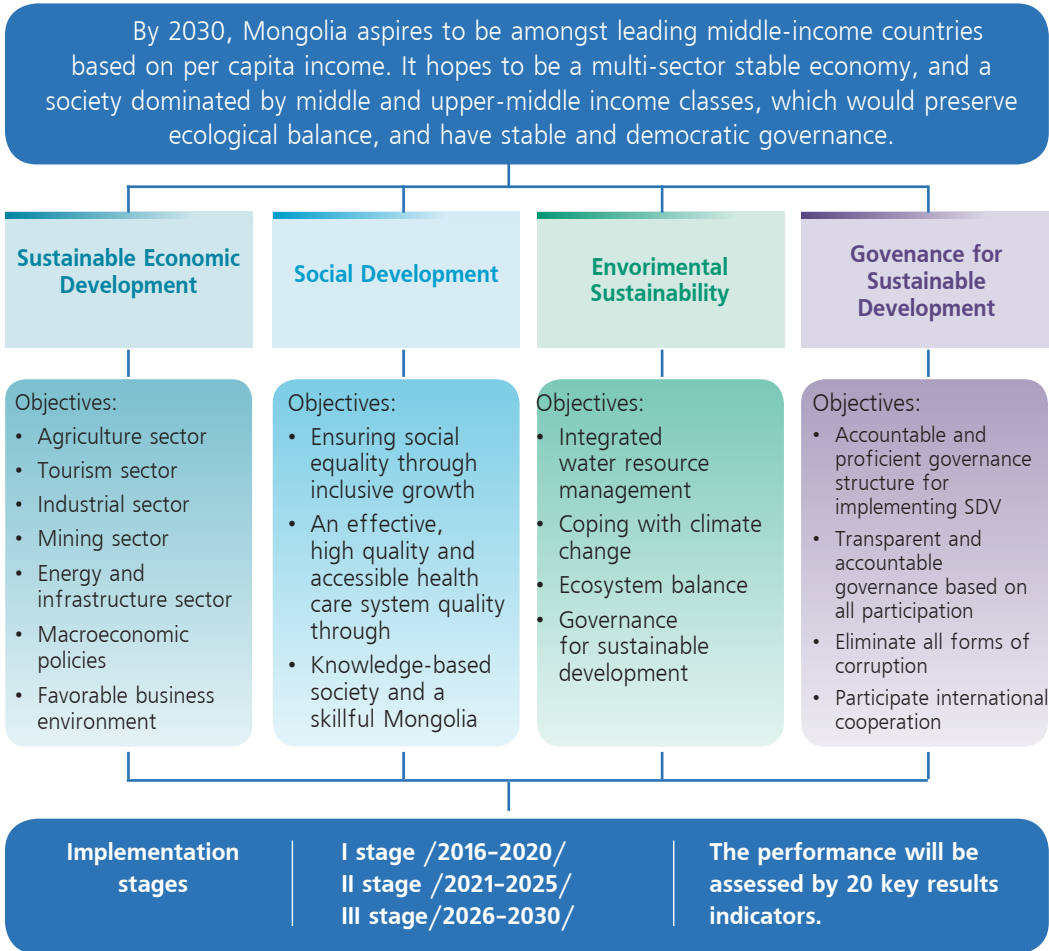 By 2030, Mongolia aspires to be amongst leading middle-income countries
based on per capita income. It hopes to be a multi-sector stable economy, and a
society dominated by middle and upper-middle income classes, which would preserve
ecological balance, and have stable and democratic governance.
Sustainable Economic
Development
Social Development
Envorimental
Sustainability
Govenance for
Sustainable
Development
Objectives:
• Agriculture sector
• Tourism sector
• Industrial sector
• Mining sector
• Energy and
infrastructure sector
• Macroeconomic
policies
• Favorable business
environment
Objectives:
• Ensuring social
equality through
inclusive growth
• An effective,
high quality and
accessible health
care system quality
through
• Knowledge-based
society and a
skillful Mongolia
Objectives:
• Integrated
water resource
management
• Coping with climate
change
• Ecosystem balance
• Governance
for sustainable
development
Objectives:
• Accountable and
proficient governance
structure for
implementing SDV
• Transparent and
accountable
governance based on
all participation
• Eliminate all forms of
corruption
• Participate international
cooperation
Implementation
stages
I stage /2016–2020/
II stage /2021–2025/
III stage/2026–2030/
The performance will be
assessed by 20 key results
indicators.